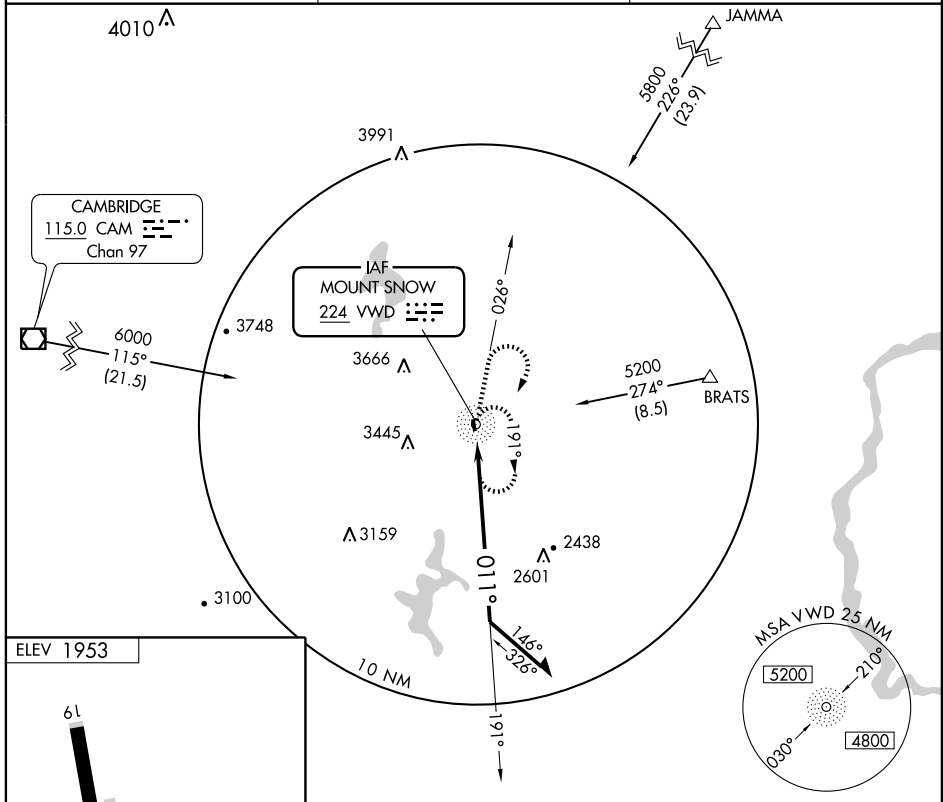 4010
JAMMA
5800
226°
(23.9)
3991
CAMBRIDGE
115.0 CAM
Chan 97
IAF
MOUNT SNOW
224 VWD
026°
3748
6000
115°
(21.5)
3666
5200
274°
(8.5)
BRATS
3445
191°
3159
2438
2601
011°
3100
146°
326°
10 NM
191°
MSA VWD 25 NM
5200
210°
030°
4800
ELEV 1953
19